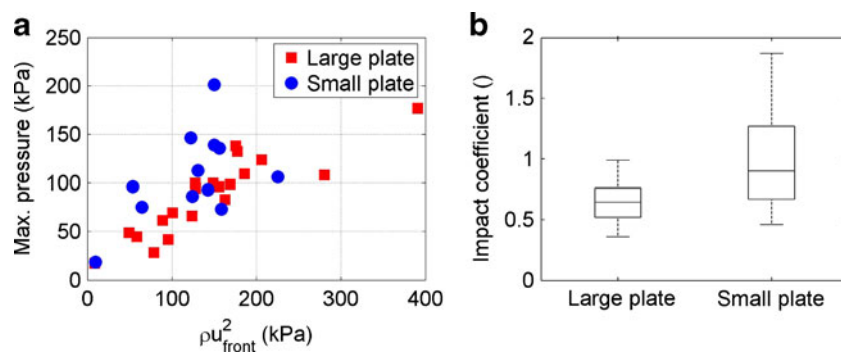 a
250
200
150
100
50
0
Max. pressure (kPa)
Large plate
Small plate
0 100 200 300 400
ρu²front (kPa)
b
2
1.5
1
0.5
0
Impact coefficient ()
Large plate Small plate